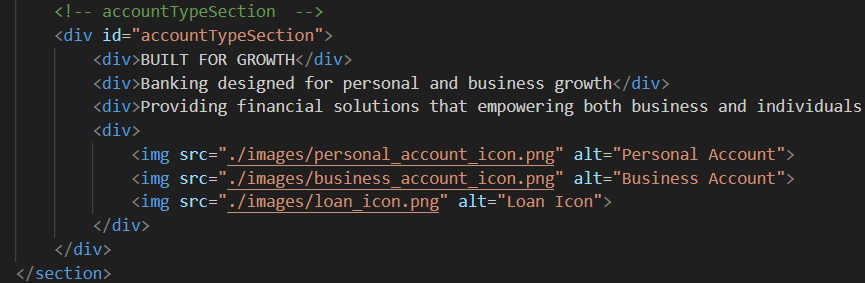 <!-- accountTypeSection  -->
<div id="accountTypeSection">
<div>BUILT FOR GROWTH</div>
<div>Banking designed for personal and business growth</div>
<div>Providing financial solutions that empowering both business and individuals
<div>
<img src="./images/personal_account_icon.png" alt="Personal Account">
<img src="./images/business_account_icon.png" alt="Business Account">
<img src="./images/loan_icon.png" alt="Loan Icon">
</div>
</div>
</section>